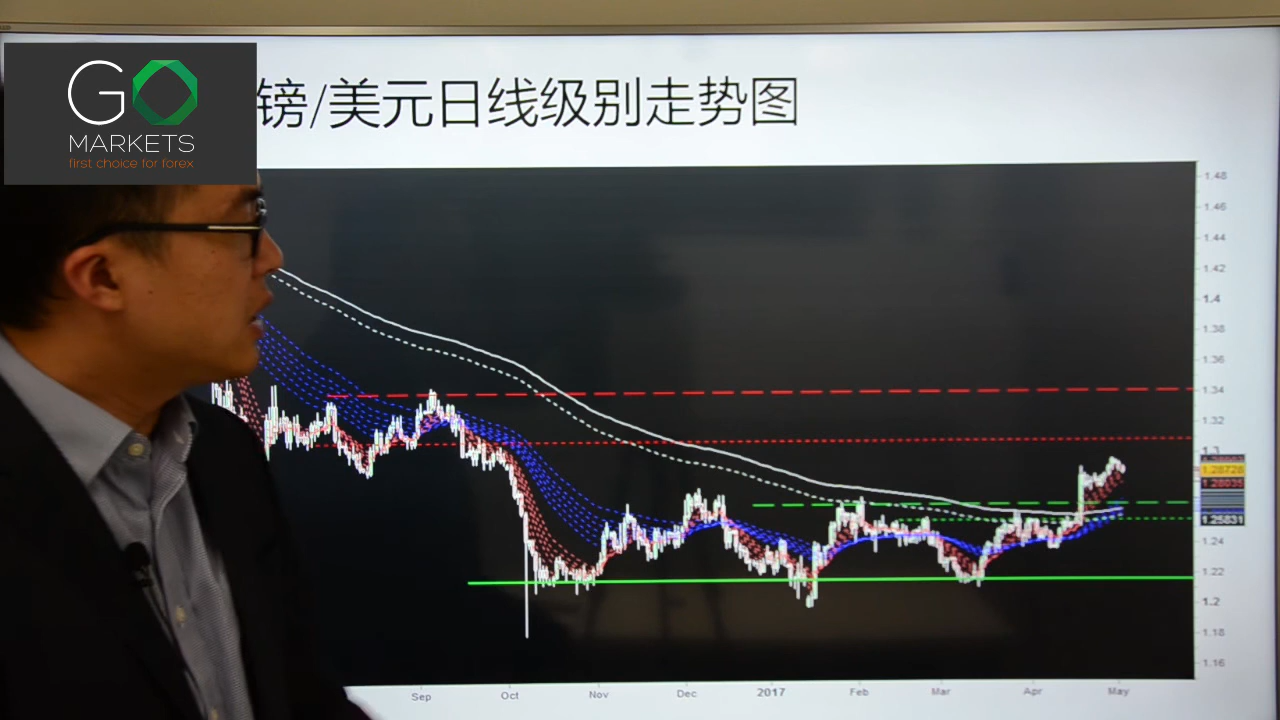 GO
MARKETS
first choice for forex
镑/美元日线级别走势图
1.48
1.46
1.44
1.42
1.4
1.38
1.36
1.34
1.32
1.3
1.28728
1.28035
1.25831
1.24
1.22
1.2
1.18
1.16
Sep
Oct
Nov
Dec
2017
Feb
Mar
Apr
May